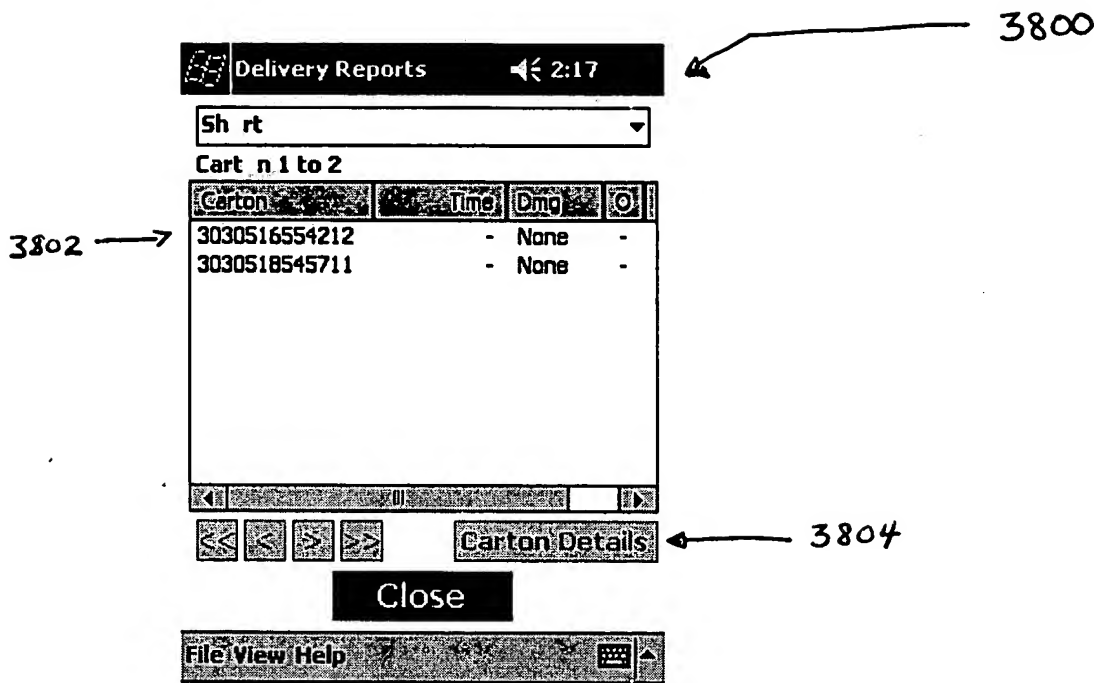 3800
Delivery Reports 2:17
Sh rt
Cart n 1 to 2
Carton Time Dmg O
3802
3030516554212 - None -
3030518545711 - None -
<< < > >> Carton Details
3804
Close
File View Help